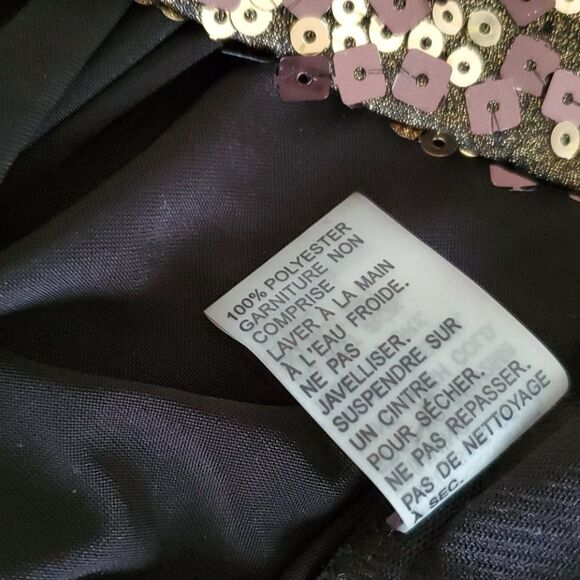 100% POLYESTER
GARNITURE NON
COMPRISE
LAVER À LA MAIN
À L'EAU FROIDE.
NE PAS
JAVELLISER.
SUSPENDRE SUR
UN CINTRE
POUR SÉCHER.
NE PAS REPASSER.
PAS DE NETTOYAGE
À SEC.